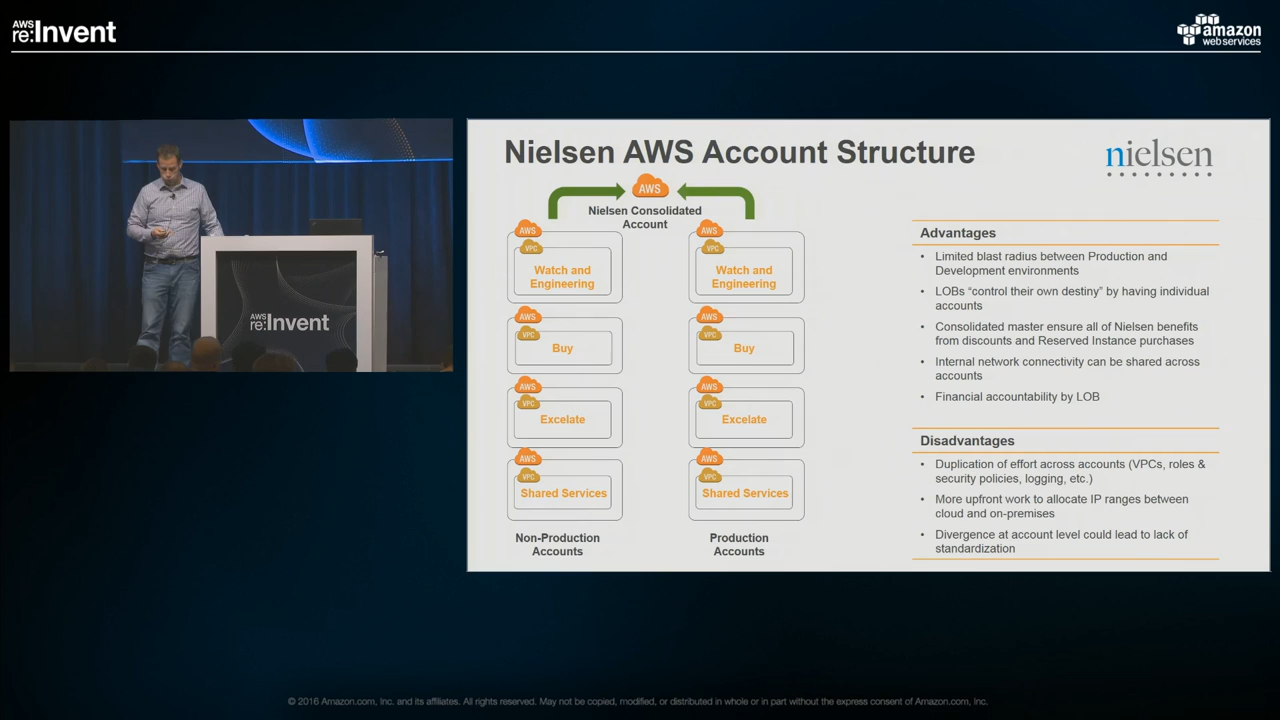 AWS
re:Invent
amazon
web services
AWS
re:Invent
Nielsen AWS Account Structure
nielsen
AWS
Nielsen Consolidated
Account
AWS
VPC
Watch and
Engineering
AWS
VPC
Watch and
Engineering
AWS
VPC
Buy
AWS
VPC
Buy
AWS
VPC
Excelate
AWS
VPC
Excelate
AWS
VPC
Shared Services
AWS
VPC
Shared Services
Non-Production
Accounts
Production
Accounts
Advantages
• Limited blast radius between Production and
Development environments
• LOBs “control their own destiny” by having individual
accounts
• Consolidated master ensure all of Nielsen benefits
from discounts and Reserved Instance purchases
• Internal network connectivity can be shared across
accounts
• Financial accountability by LOB
Disadvantages
• Duplication of effort across accounts (VPCs, roles &
security policies, logging, etc.)
• More upfront work to allocate IP ranges between
cloud and on-premises
• Divergence at account level could lead to lack of
standardization
© 2016 Amazon.com, Inc. and its affiliates. All rights reserved. May not be copied, modified, or distributed in whole or in part without the express consent of Amazon.com, Inc.